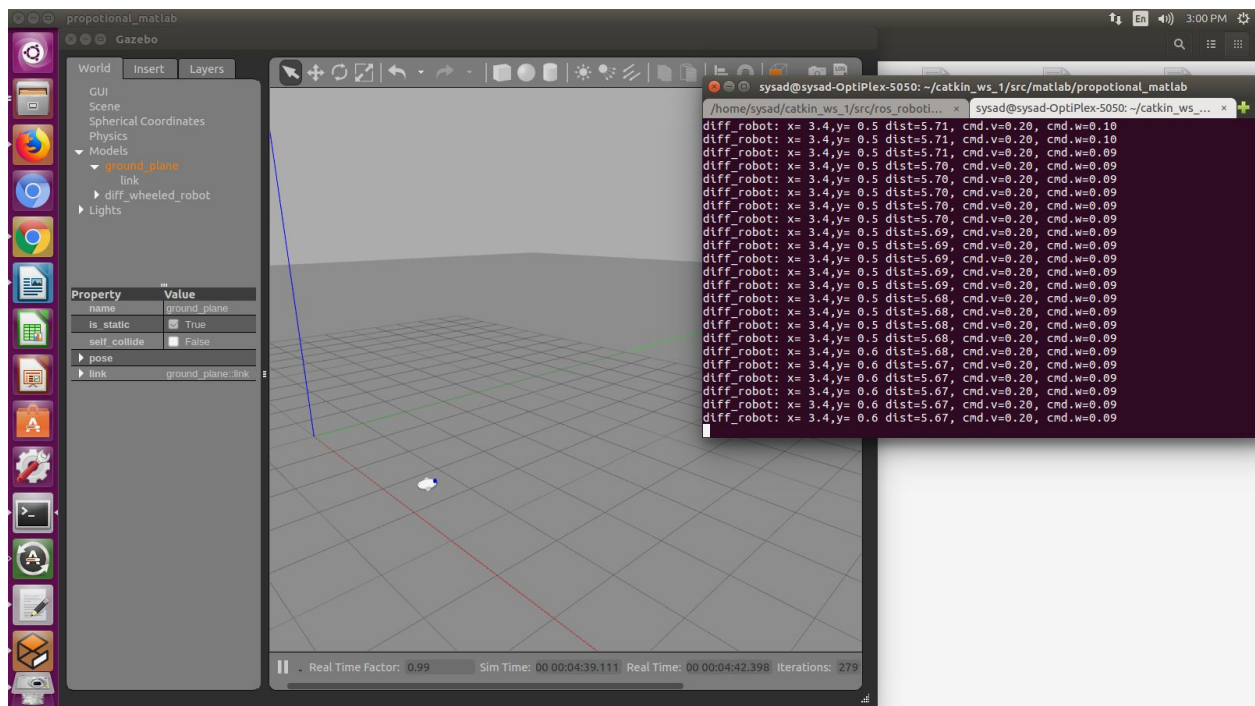 propotional_matlab
En
3:00 PM
Gazebo
World Insert Layers
GUI
Scene
Spherical Coordinates
Physics
Models
ground_plane
link
diff_wheeled_robot
Lights
Property Value
name ground_plane
is_static True
self_collide False
pose
link ground_plane::link
sysad@sysad-OptiPlex-5050: ~/catkin_ws_1/src/matlab/propotional_matlab
/home/sysad/catkin_ws_1/src/ros_roboti... × sysad@sysad-OptiPlex-5050: ~/catkin_ws_... ×
diff_robot: x= 3.4,y= 0.5 dist=5.71, cmd.v=0.20, cmd.w=0.10
diff_robot: x= 3.4,y= 0.5 dist=5.71, cmd.v=0.20, cmd.w=0.10
diff_robot: x= 3.4,y= 0.5 dist=5.71, cmd.v=0.20, cmd.w=0.09
diff_robot: x= 3.4,y= 0.5 dist=5.70, cmd.v=0.20, cmd.w=0.09
diff_robot: x= 3.4,y= 0.5 dist=5.70, cmd.v=0.20, cmd.w=0.09
diff_robot: x= 3.4,y= 0.5 dist=5.70, cmd.v=0.20, cmd.w=0.09
diff_robot: x= 3.4,y= 0.5 dist=5.70, cmd.v=0.20, cmd.w=0.09
diff_robot: x= 3.4,y= 0.5 dist=5.70, cmd.v=0.20, cmd.w=0.09
diff_robot: x= 3.4,y= 0.5 dist=5.69, cmd.v=0.20, cmd.w=0.09
diff_robot: x= 3.4,y= 0.5 dist=5.69, cmd.v=0.20, cmd.w=0.09
diff_robot: x= 3.4,y= 0.5 dist=5.69, cmd.v=0.20, cmd.w=0.09
diff_robot: x= 3.4,y= 0.5 dist=5.69, cmd.v=0.20, cmd.w=0.09
diff_robot: x= 3.4,y= 0.5 dist=5.69, cmd.v=0.20, cmd.w=0.09
diff_robot: x= 3.4,y= 0.5 dist=5.68, cmd.v=0.20, cmd.w=0.09
diff_robot: x= 3.4,y= 0.5 dist=5.68, cmd.v=0.20, cmd.w=0.09
diff_robot: x= 3.4,y= 0.5 dist=5.68, cmd.v=0.20, cmd.w=0.09
diff_robot: x= 3.4,y= 0.5 dist=5.68, cmd.v=0.20, cmd.w=0.09
diff_robot: x= 3.4,y= 0.6 dist=5.68, cmd.v=0.20, cmd.w=0.09
diff_robot: x= 3.4,y= 0.6 dist=5.67, cmd.v=0.20, cmd.w=0.09
diff_robot: x= 3.4,y= 0.6 dist=5.67, cmd.v=0.20, cmd.w=0.09
diff_robot: x= 3.4,y= 0.6 dist=5.67, cmd.v=0.20, cmd.w=0.09
diff_robot: x= 3.4,y= 0.6 dist=5.67, cmd.v=0.20, cmd.w=0.09
diff_robot: x= 3.4,y= 0.6 dist=5.67, cmd.v=0.20, cmd.w=0.09
Real Time Factor: 0.99 Sim Time: 00 00:04:39.111 Real Time: 00 00:04:42.398 Iterations: 279